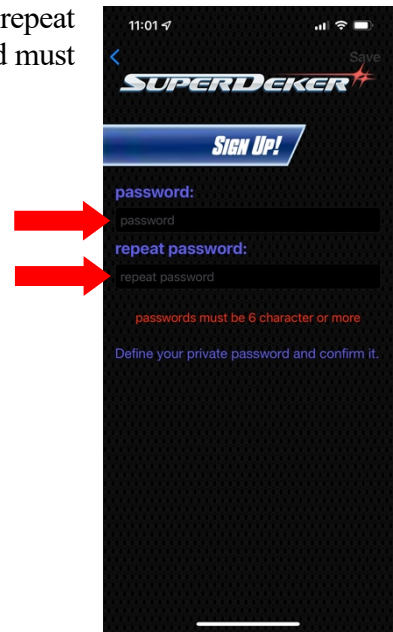 repeat
d must
11:01
Save
SUPERDEKER
SIGN UP!
password:
password
repeat password:
repeat password
passwords must be 6 character or more
Define your private password and confirm it.